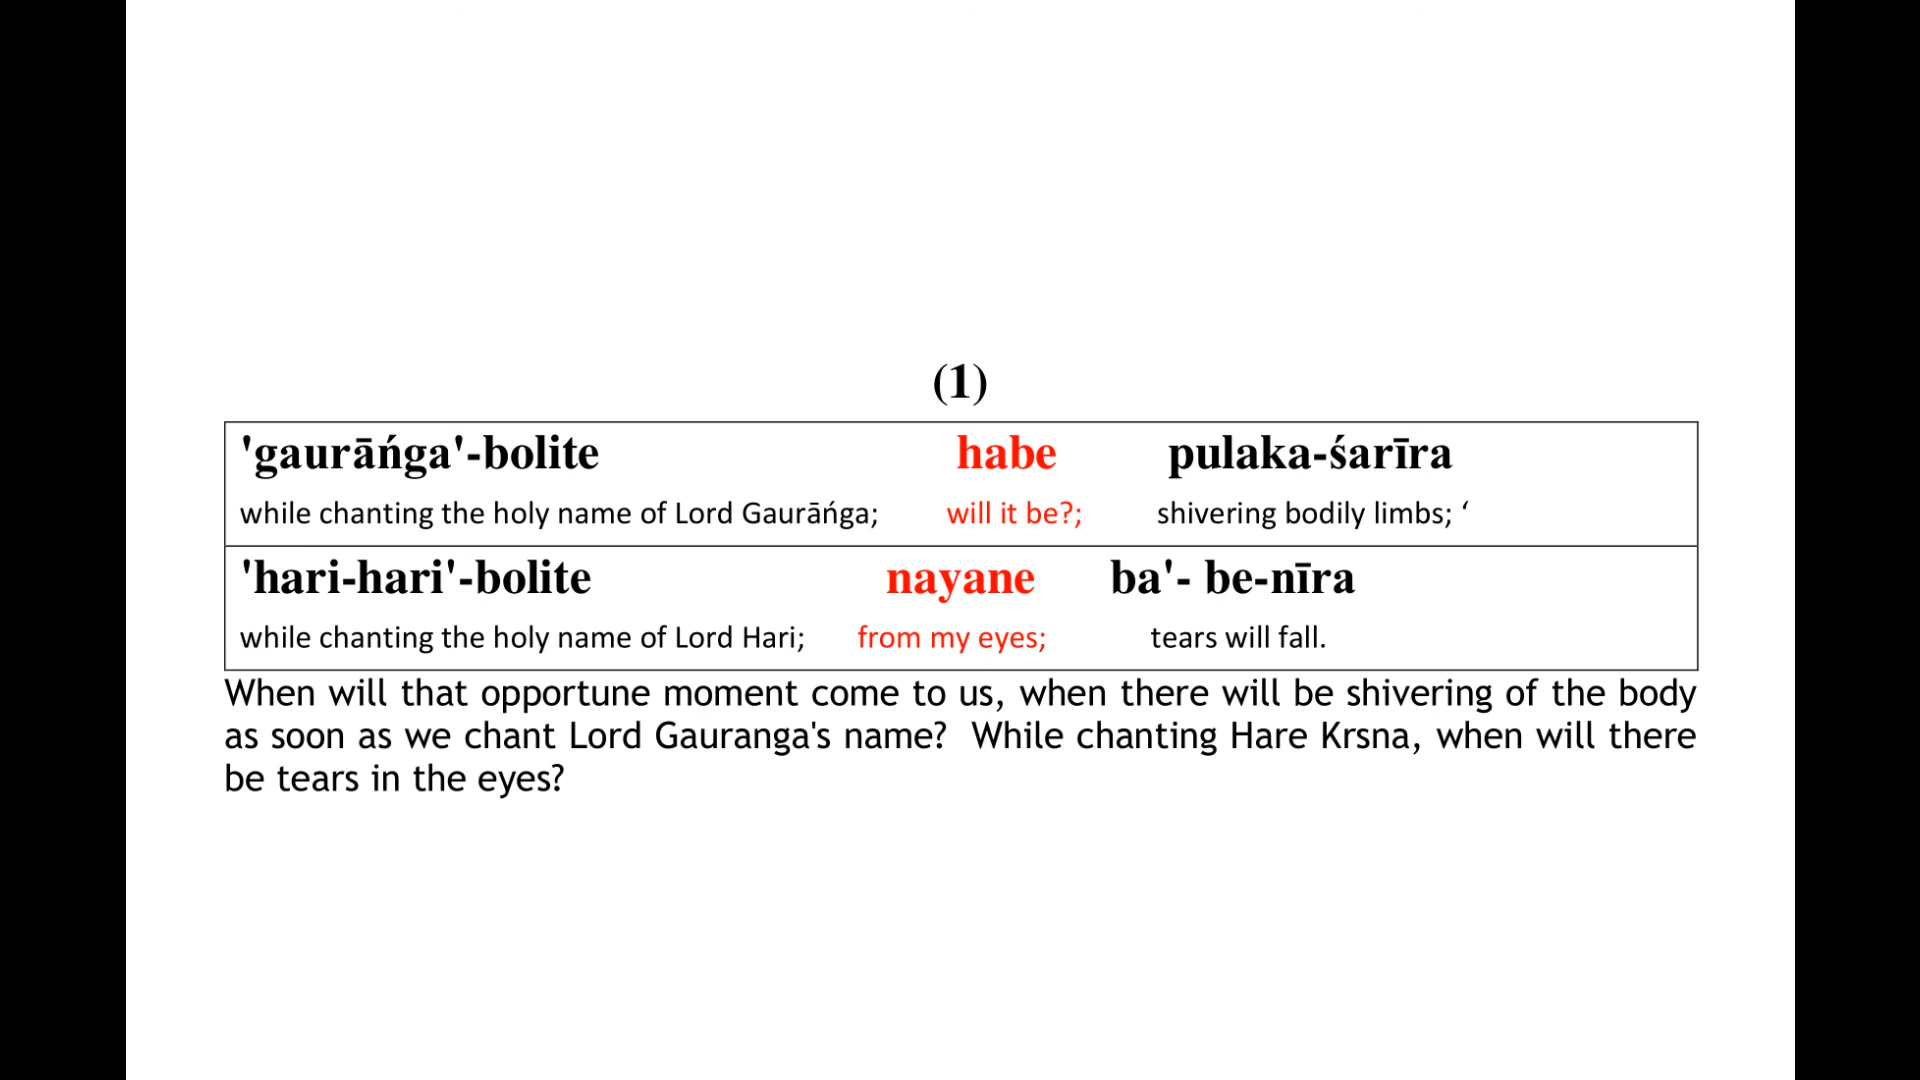 (1)
'gaurāńga'-bolite habe pulaka-śarīra
while chanting the holy name of Lord Gaurāńga; will it be?; shivering bodily limbs; ‘
'hari-hari'-bolite nayane ba'- be-nīra
while chanting the holy name of Lord Hari; from my eyes; tears will fall.
When will that opportune moment come to us, when there will be shivering of the body
as soon as we chant Lord Gauranga's name? While chanting Hare Krsna, when will there
be tears in the eyes?